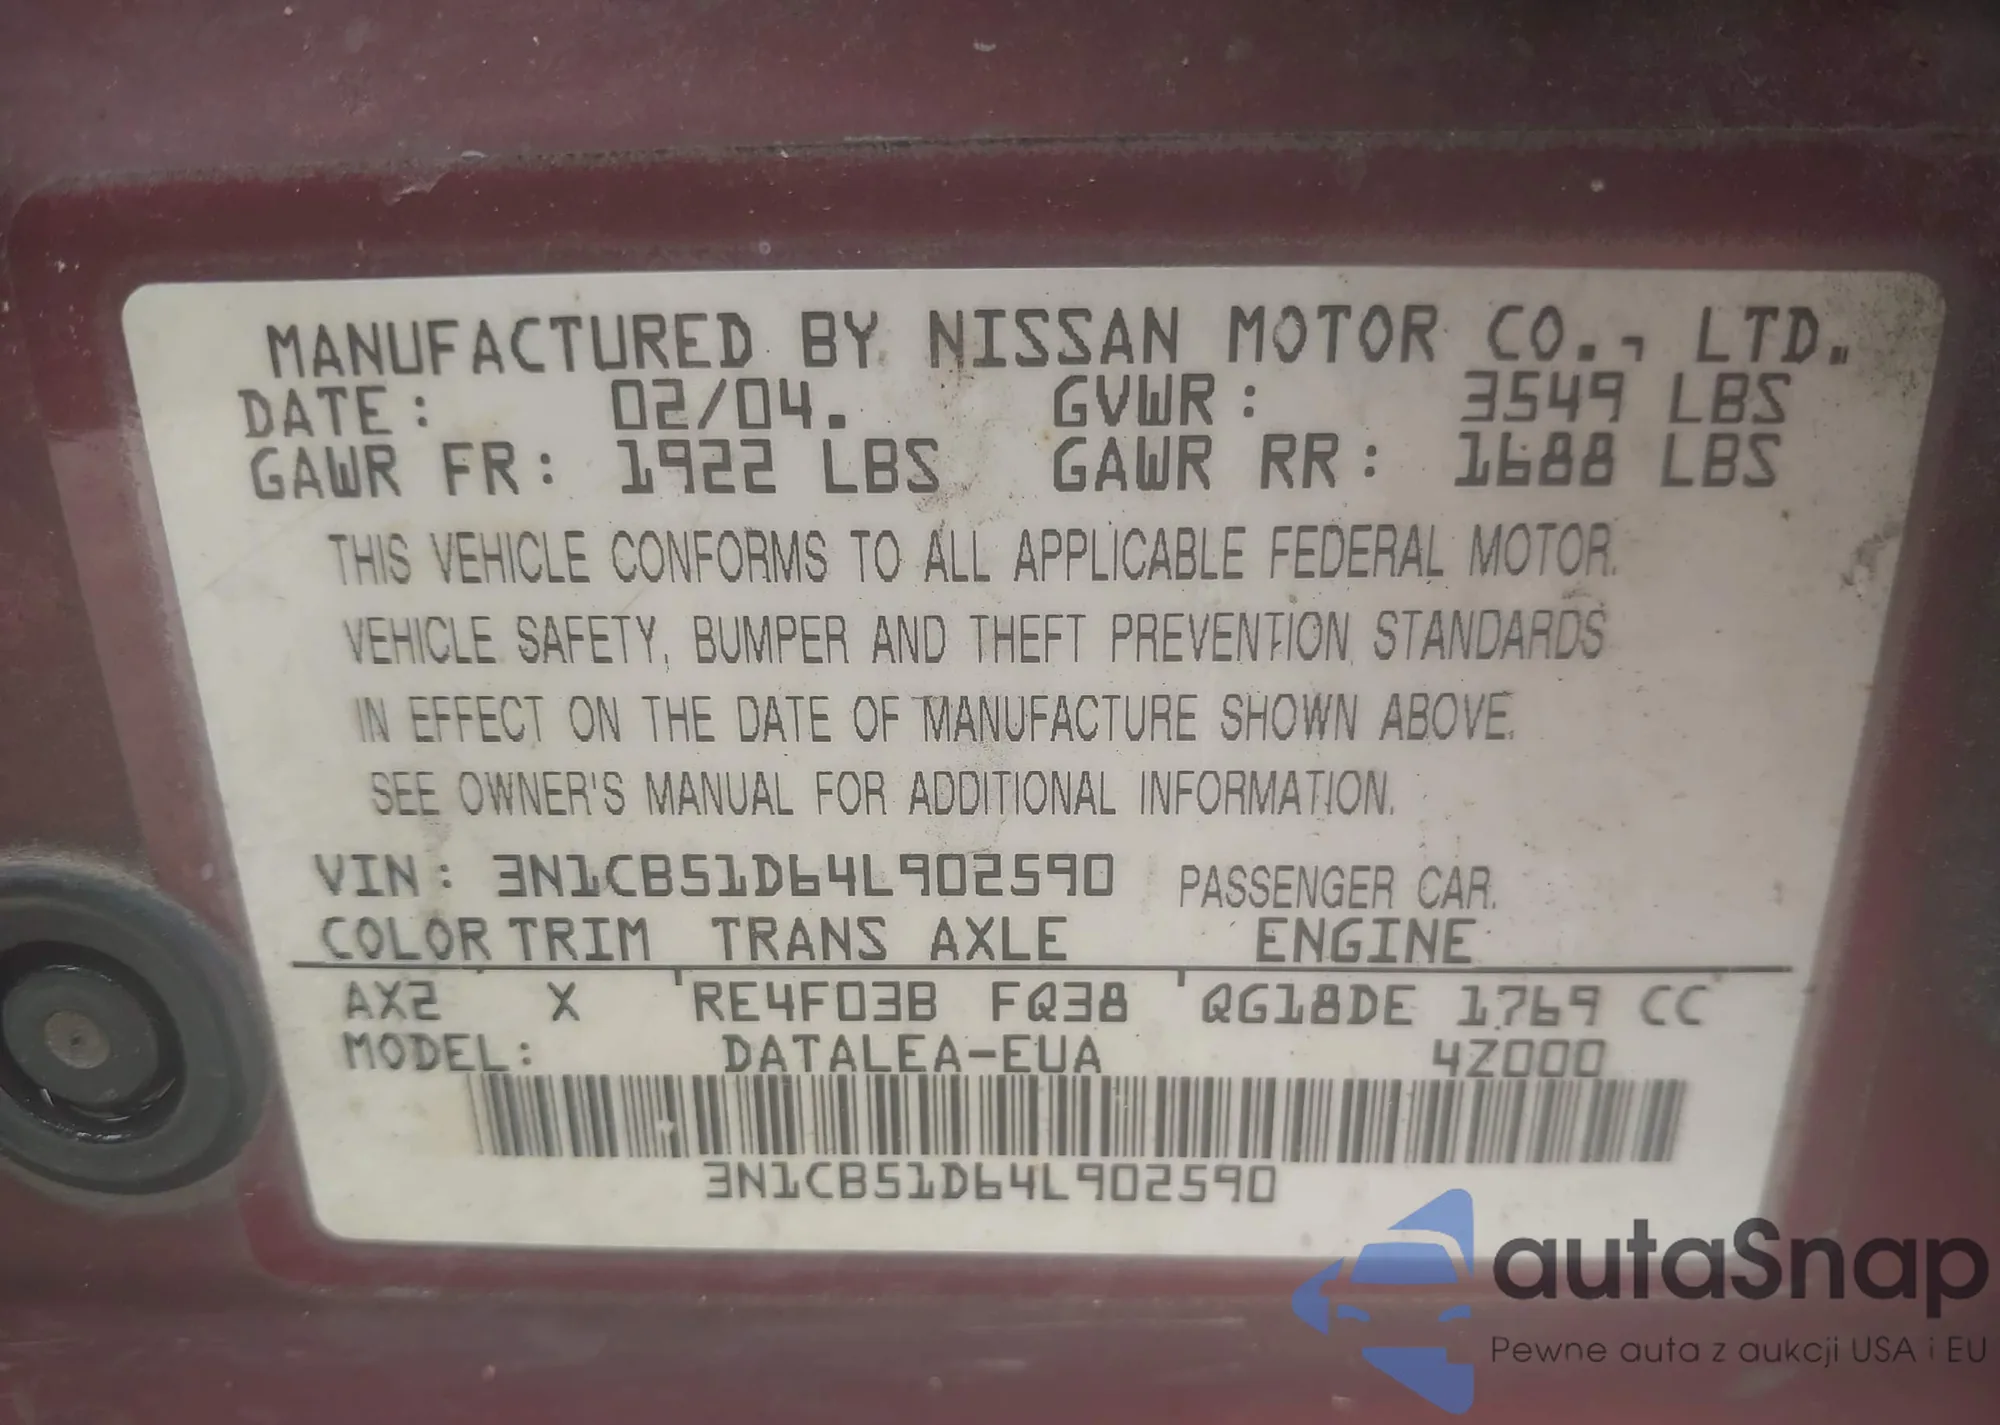 MANUFACTURED BY NISSAN MOTOR CO., LTD.
DATE: 02/04. GVWR: 3549 LBS
GAWR FR: 1922 LBS GAWR RR: 1688 LBS
THIS VEHICLE CONFORMS TO ALL APPLICABLE FEDERAL MOTOR
VEHICLE SAFETY, BUMPER AND THEFT PREVENTION STANDARDS
IN EFFECT ON THE DATE OF MANUFACTURE SHOWN ABOVE.
SEE OWNER'S MANUAL FOR ADDITIONAL INFORMATION.
VIN: 3N1CB51D64L902590 PASSENGER CAR.
COLOR TRIM TRANS AXLE ENGINE
AX2 X RE4F03B FQ38 QG18DE 1769 CC
MODEL: DATALEA-EUA 4Z000
3N1CB51D64L902590
autaSnap
Pewne auta z aukcji USA i EU